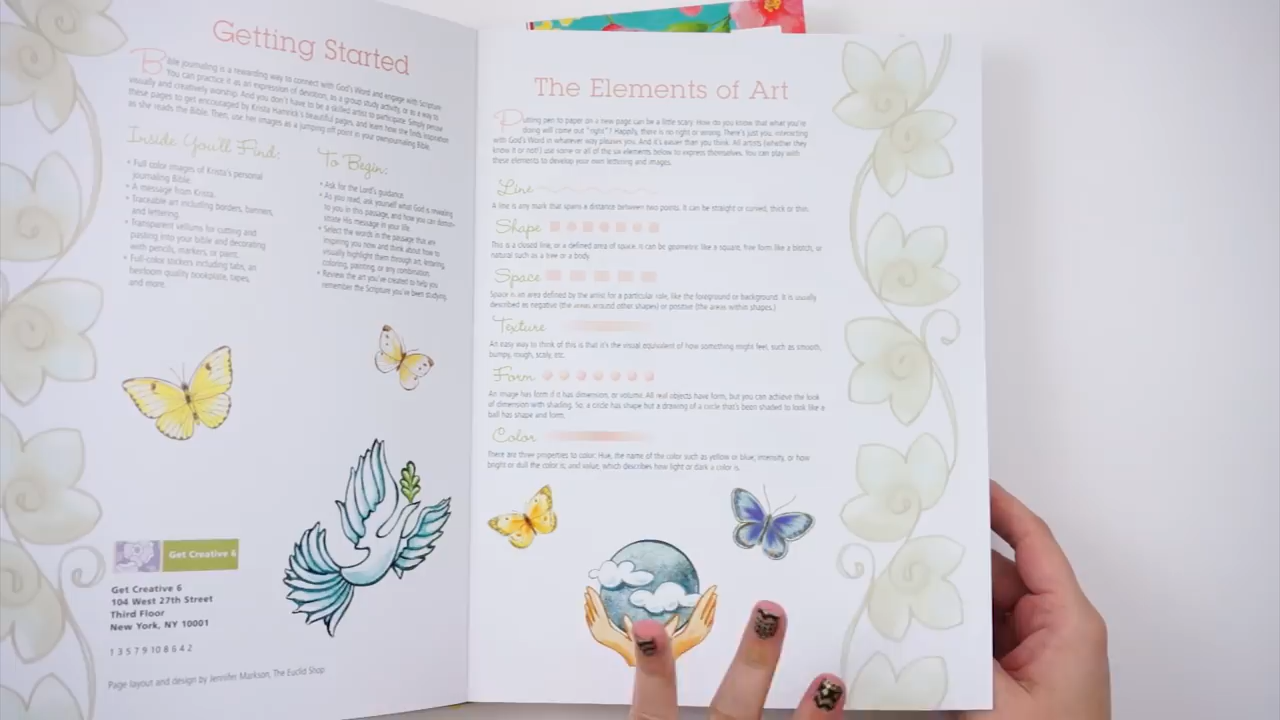 Getting Started
Bible journaling is a rewarding way to connect with God's Word and engage with Scripture
visually and creatively worship. And you don't have to be a skilled artist to participate. Simply peruse
these pages to get encouraged by Krista Hamrick's beautiful pages, and learn how she finds inspiration
as she reads the Bible. Then, use her images as a jumping off point in your own journaling Bible.
Inside You'll Find:
• Full color images of Krista's personal
journaling Bible.
• A message from Krista.
• Traceable art including borders, banners,
and lettering.
• Transparent vellums for cutting and
pasting into your bible and decorating
with pencils, markers, or paint.
• Full-color stickers including tabs, an
heirloom quality bookplate, tapes,
and more.
To Begin:
• Ask for the Lord's guidance.
• As you read, ask yourself what God is revealing
to you in this passage, and how you can demon-
strate His message in your life.
• Select the words in the passage that are
inspiring you now and think about how to
visually highlight them through art, lettering,
coloring, painting, or any combination.
• Review the art you've created to help you
remember the Scripture you've been studying.
Get Creative 6
Get Creative 6
104 West 27th Street
Third Floor
New York, NY 10001
1 3 5 7 9 10 8 6 4 2
Page layout and design by Jennifer Markson, The Euclid Shop
The Elements of Art
Putting pen to paper on a new page can be a little scary. How do you know that what you're
doing will come out "right"? Happily, there is no right or wrong. There's just you, interacting
with God's Word in whatever way pleases you. And it's easier than you think. All artists (whether they
know it or not!) use some or all of the six elements below to express themselves. You can play with
these elements to develop your own lettering and images.
Line
A line is any mark that spans a distance between two points. It can be straight or curved, thick or thin.
Shape
This is a closed line, or a defined area of space. It can be geometric like a square, free form like a blotch, or
natural such as a tree or a body.
Space
Space is an area defined by the artist for a particular role, like the foreground or background. It is usually
described as negative (the areas around other shapes) or positive (the areas within shapes.)
Texture
An easy way to think of this is that it's the visual equivalent of how something might feel, such as smooth,
bumpy, rough, scaly, etc.
Form
An image has form if it has dimension, or volume. All real objects have form, but you can achieve the look
of dimension with shading. So, a circle has shape but a drawing of a circle that's been shaded to look like a
ball has shape and form.
Color
There are three properties to color: Hue, the name of the color such as yellow or blue, intensity, or how
bright or dull the color is, and value, which describes how light or dark a color is.